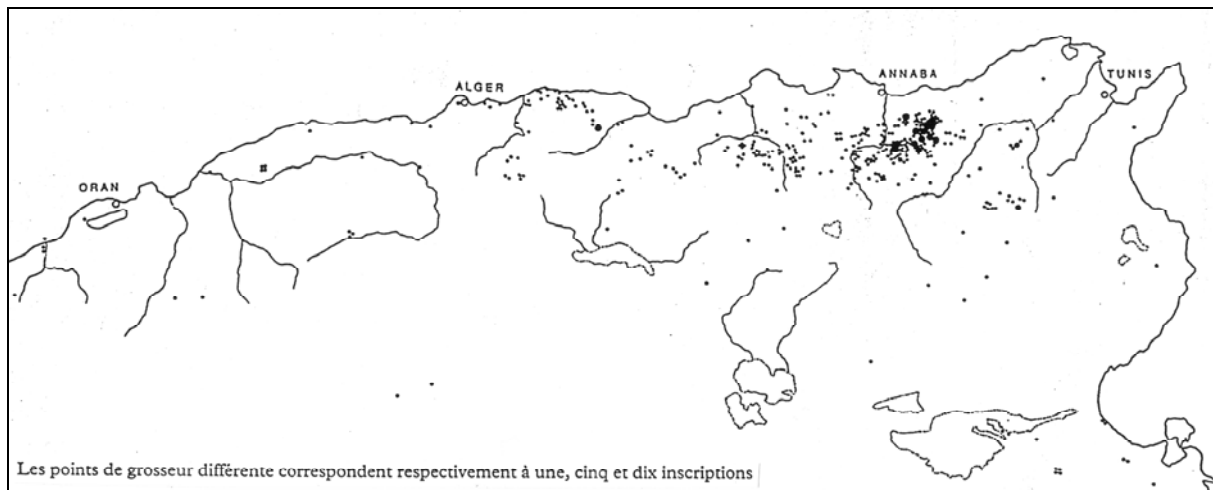 ALGER
ANNABA
TUNIS
ORAN
Les points de grosseur différente correspondent respectivement à une, cinq et dix inscriptions